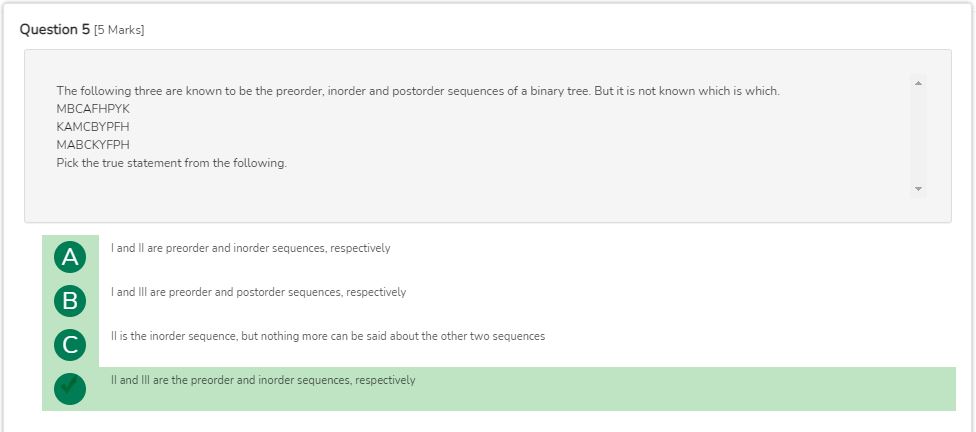 Question 5 [5 Marks]
The following three are known to be the preorder, inorder and postorder sequences of a binary tree. But it is not known which is which.
MBCAFHPYK
KAMCBYPFH
MABCKYFPH
Pick the true statement from the following.
A I and II are preorder and inorder sequences, respectively
B I and III are preorder and postorder sequences, respectively
C II is the inorder sequence, but nothing more can be said about the other two sequences
II and III are the preorder and inorder sequences, respectively